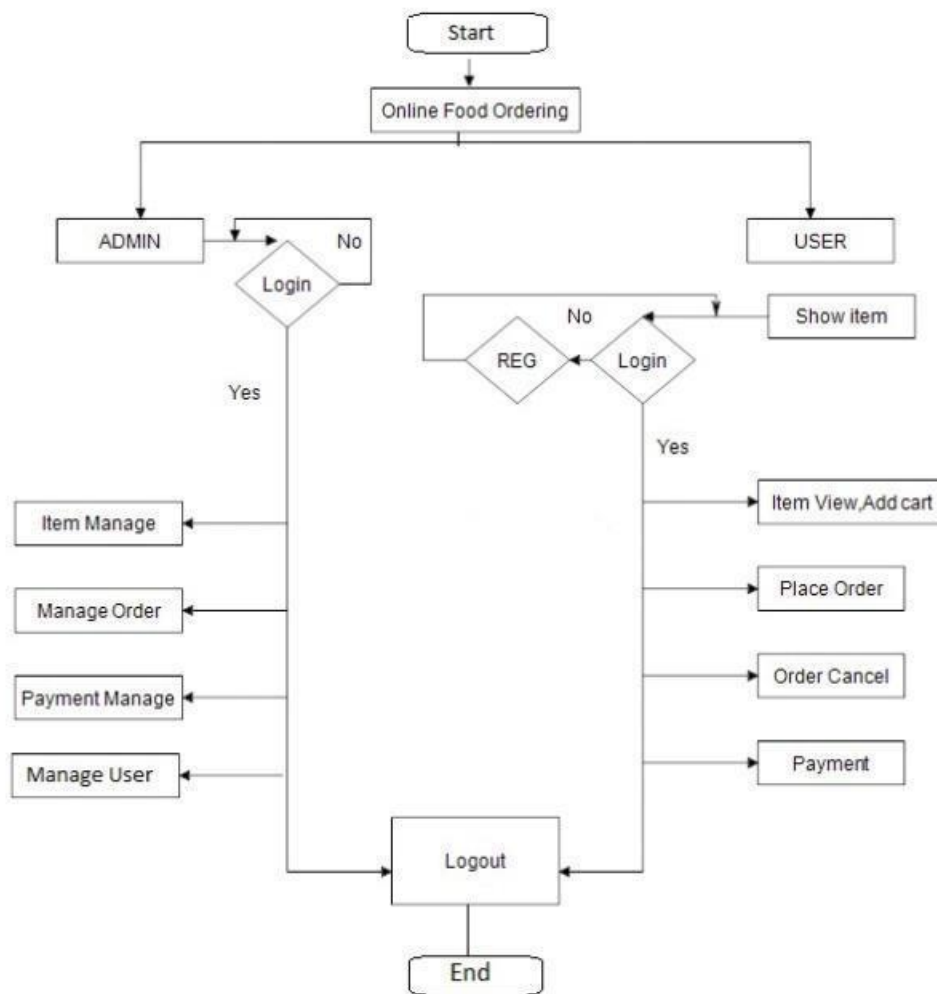 Start
Online Food Ordering
ADMIN
USER
No
Login
Show item
No
REG
Login
Yes
Yes
Item Manage
Item View,Add cart
Manage Order
Place Order
Payment Manage
Order Cancel
Manage User
Payment
Logout
End